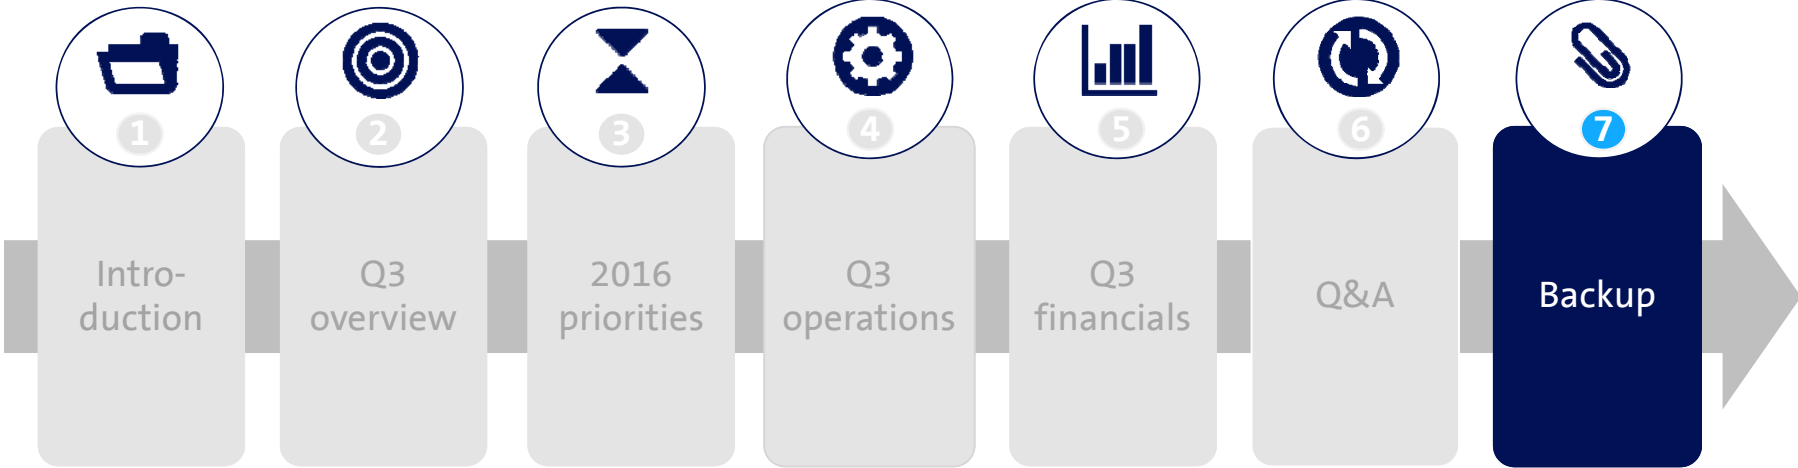 1
Intro-
duction
2
Q3
overview
3
2016
priorities
4
Q3
operations
5
Q3
financials
6
Q&A
7
Backup